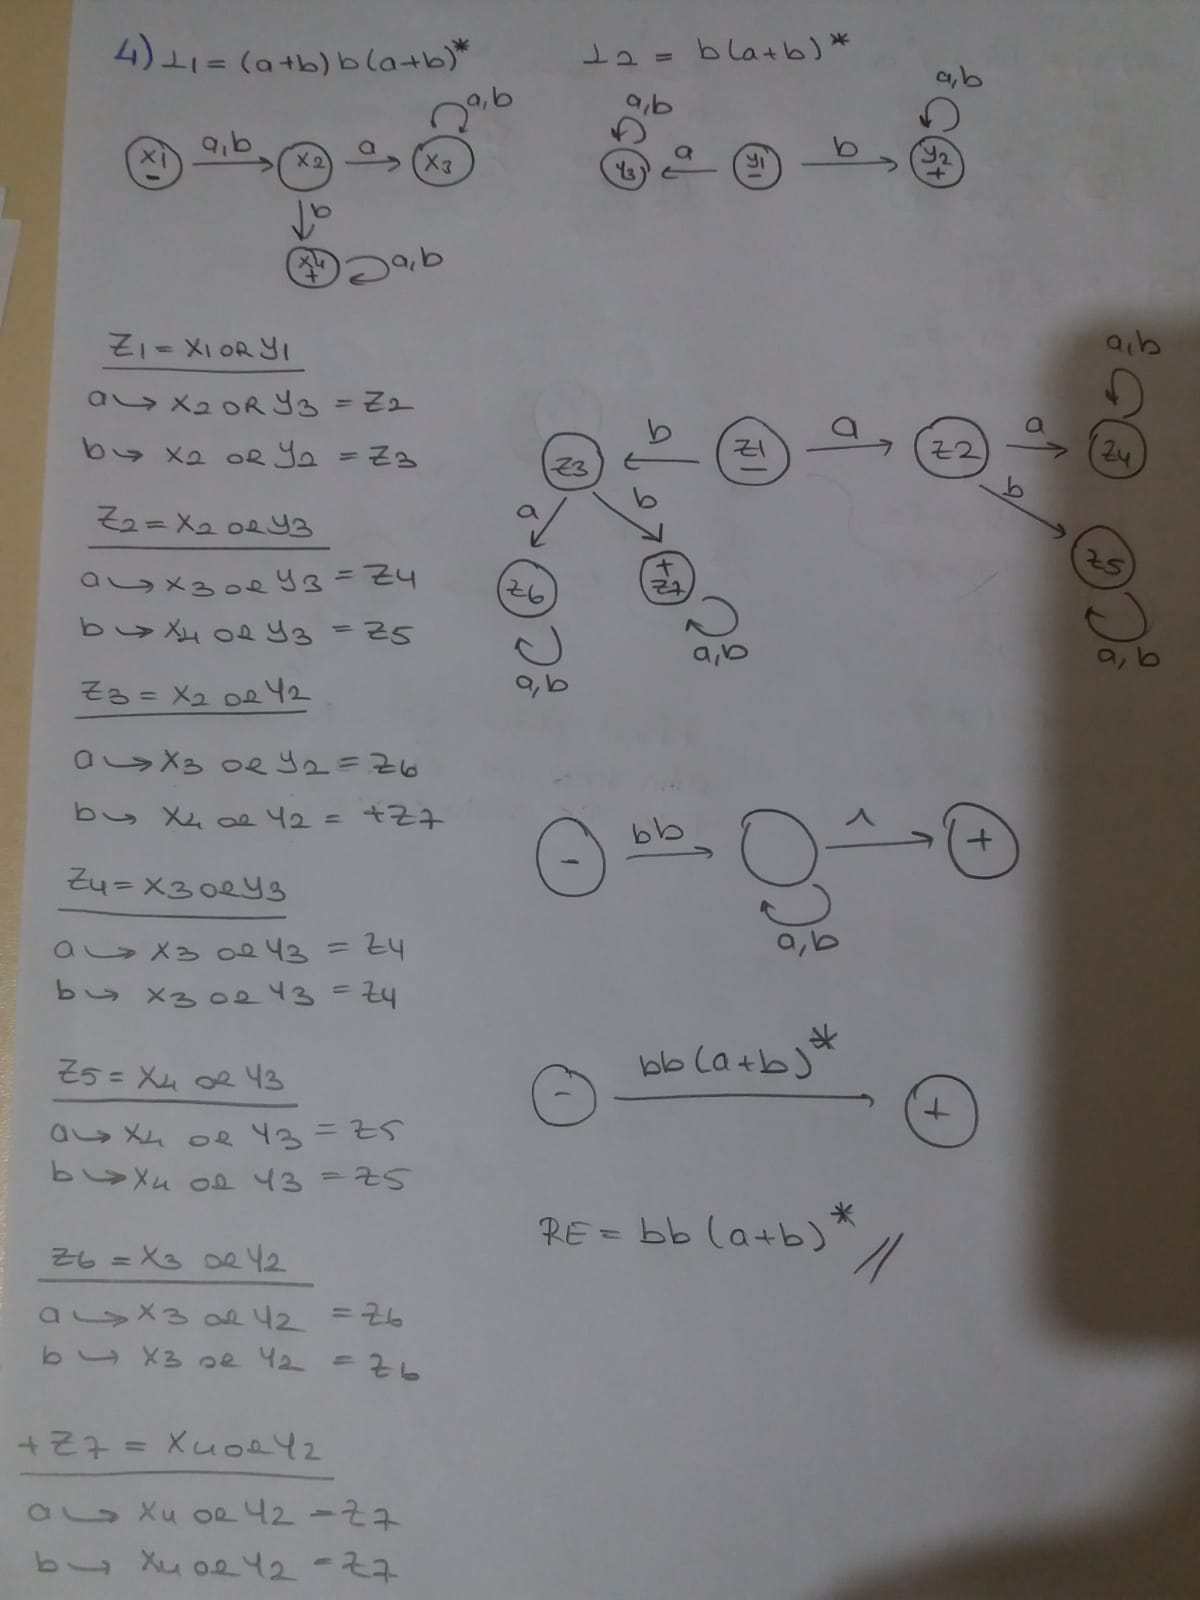 4) r1 = (a+b)b(a+b)*
r2 = b(a+b)*
x1 -
a,b
x2
a
x3
a,b
b
x4 +
a,b
a,b
y3
a
y1 -
b
y2 +
a,b
Z1 = X1 OR Y1
a → X2 OR Y3 = Z2
b → X2 OR Y2 = Z3
Z2 = X2 OR Y3
a → X3 OR Y3 = Z4
b → X4 OR Y3 = Z5
Z3 = X2 OR Y2
a → X3 OR Y2 = Z6
b → X4 OR Y2 = +Z7
Z4 = X3 OR Y3
a → X3 OR Y3 = Z4
b → X3 OR Y3 = Z4
Z5 = X4 OR Y3
a → X4 OR Y3 = Z5
b → X4 OR Y3 = Z5
Z6 = X3 OR Y2
a → X3 OR Y2 = Z6
b → X3 OR Y2 = Z6
+Z7 = X4 OR Y2
a → X4 OR Y2 = Z7
b → X4 OR Y2 = Z7
Z3
b
Z1 -
a
Z2
a
Z4
a,b
b
Z5
a,b
a
Z6
a,b
b
+ Z7
a,b
-
bb
a,b
Λ
+
-
bb(a+b)*
+
RE = bb(a+b)* //